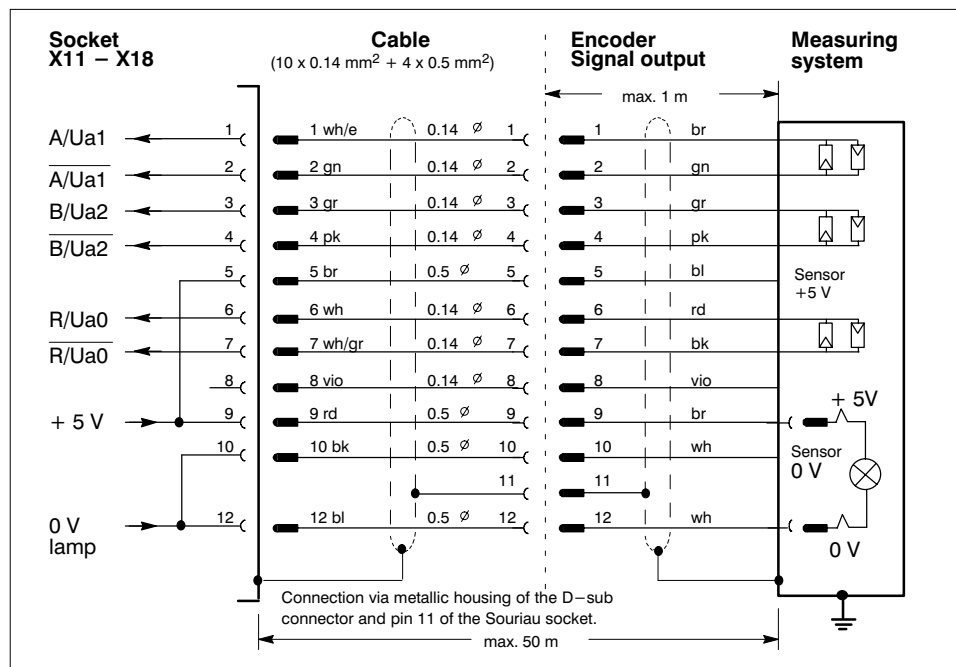 Socket
X11 – X18
Cable
(10 x 0.14 mm² + 4 x 0.5 mm²)
Encoder
Signal output
Measuring
system
max. 1 m
A/Ua1 1 1 wh/e 0.14 ⌀ 1 1 br
A/Ua1 2 2 gn 0.14 ⌀ 2 2 gn
B/Ua2 3 3 gr 0.14 ⌀ 3 3 gr
B/Ua2 4 4 pk 0.14 ⌀ 4 4 pk
5 5 br 0.5 ⌀ 5 5 bl Sensor
+5 V
R/Ua0 6 6 wh 0.14 ⌀ 6 6 rd
R/Ua0 7 7 wh/gr 0.14 ⌀ 7 7 bk
8 8 vio 0.14 ⌀ 8 8 vio
+ 5 V 9 9 rd 0.5 ⌀ 9 9 br + 5V
10 10 bk 0.5 ⌀ 10 10 wh Sensor
0 V
11 11
0 V 12 12 bl 0.5 ⌀ 12 12 wh
lamp
0 V
Connection via metallic housing of the D–sub
connector and pin 11 of the Souriau socket.
max. 50 m